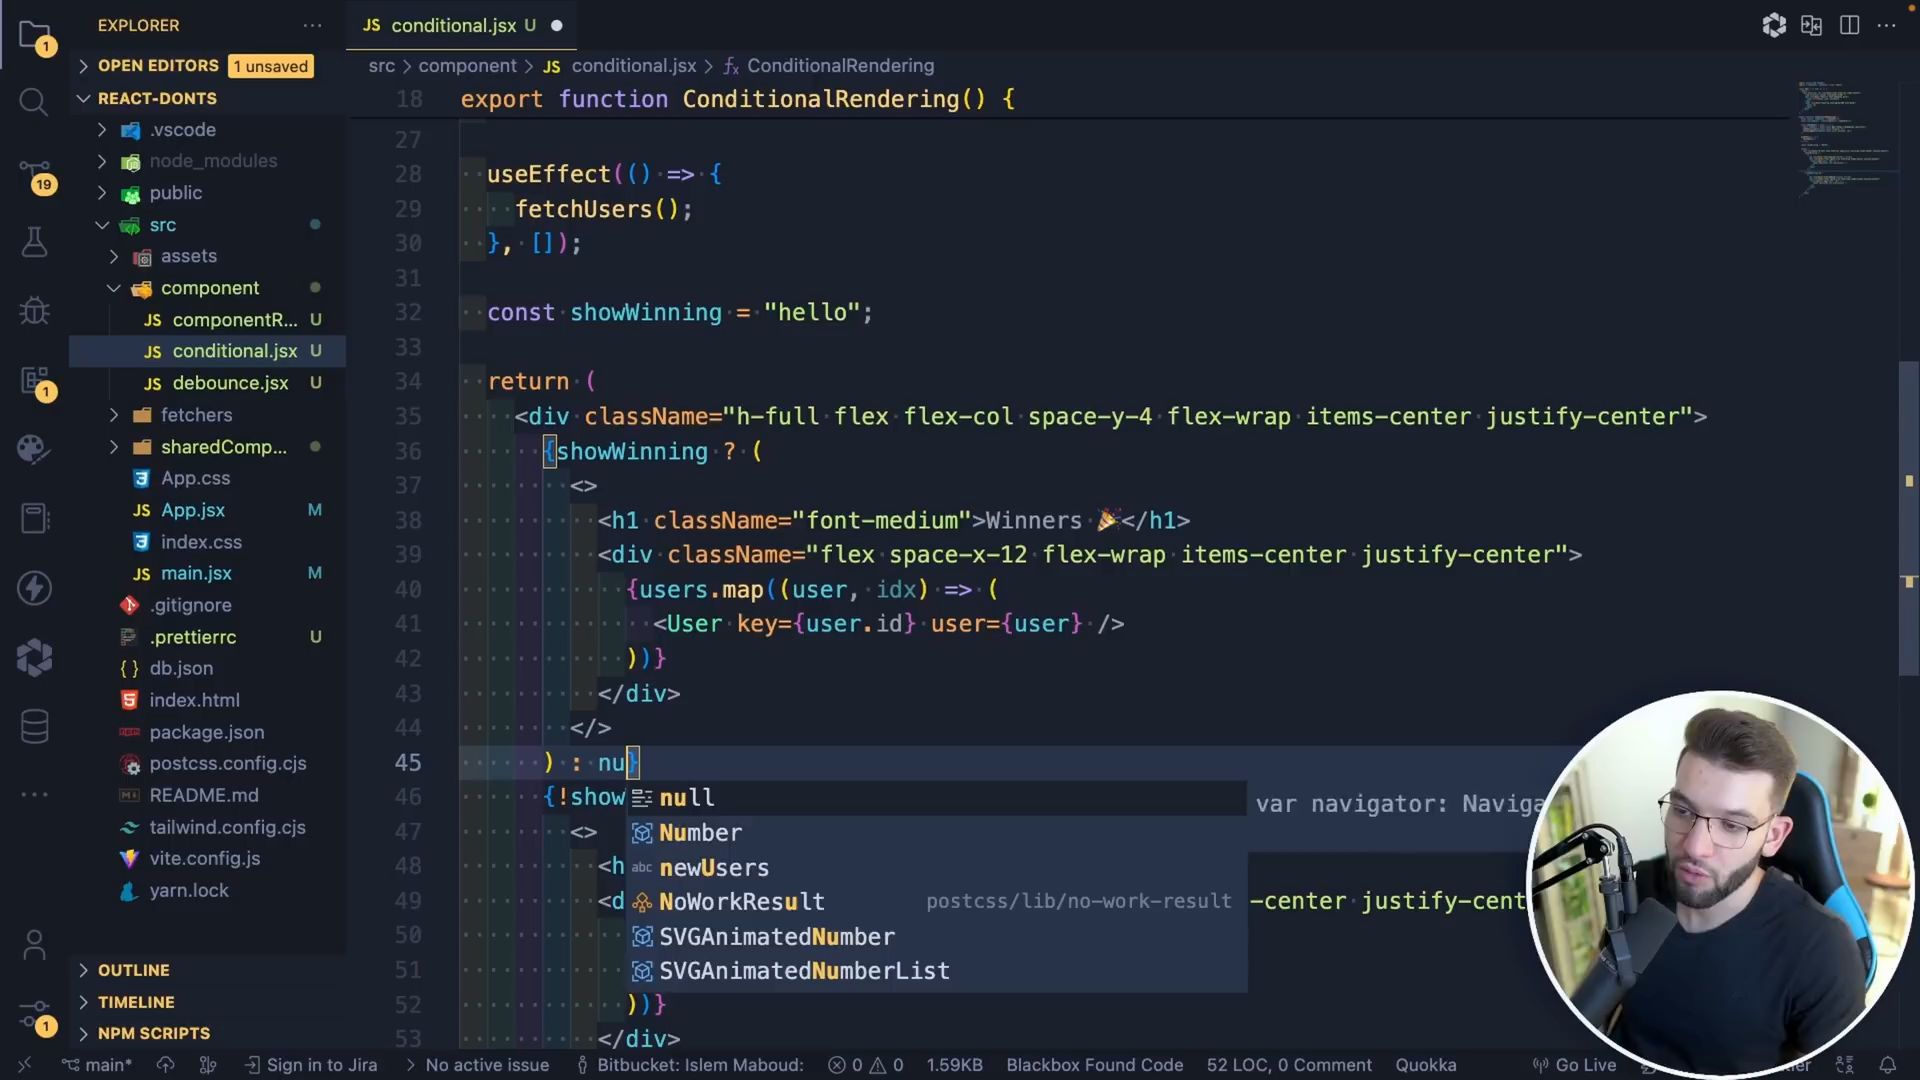 EXPLORER
OPEN EDITORS 1 unsaved
REACT-DONTS
.vscode
node_modules
public
src
assets
component
JS componentR... U
JS conditional.jsx U
JS debounce.jsx U
fetchers
sharedComp...
App.css
JS App.jsx M
index.css
JS main.jsx M
.gitignore
.prettierrc U
{ } db.json
index.html
package.json
postcss.config.cjs
README.md
tailwind.config.cjs
vite.config.js
yarn.lock
OUTLINE
TIMELINE
NPM SCRIPTS
1
19
1
1
JS conditional.jsx U
src > component > JS conditional.jsx > ConditionalRendering
18 export function ConditionalRendering() {
27
28 useEffect(() => {
29 fetchUsers();
30 }, []);
31
32 const showWinning = "hello";
33
34 return (
35 <div className="h-full flex flex-col space-y-4 flex-wrap items-center justify-center">
36 {showWinning ? (
37 <>
38 <h1 className="font-medium">Winners 🎉</h1>
39 <div className="flex space-x-12 flex-wrap items-center justify-center">
40 {users.map((user, idx) => (
41 <User key={user.id} user={user} />
42 ))}
43 </div>
44 </>
45 ) : nu}
46 {!show
47 <>
48 <h
49 <d -center justify-cent
50
51
52 ))}
53 </div>
null
Number
abc newUsers
NoWorkResult postcss/lib/no-work-result
SVGAnimatedNumber
SVGAnimatedNumberList
var navigator: Naviga
main* Sign in to Jira > No active issue Bitbucket: Islem Maboud: 0 0 1.59KB Blackbox Found Code 52 LOC, 0 Comment Quokka Go Live